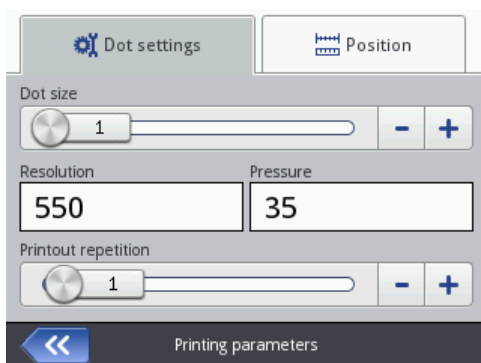 Dot settings
Position
Dot size
1
Resolution
Pressure
550
35
Printout repetition
1
Printing parameters